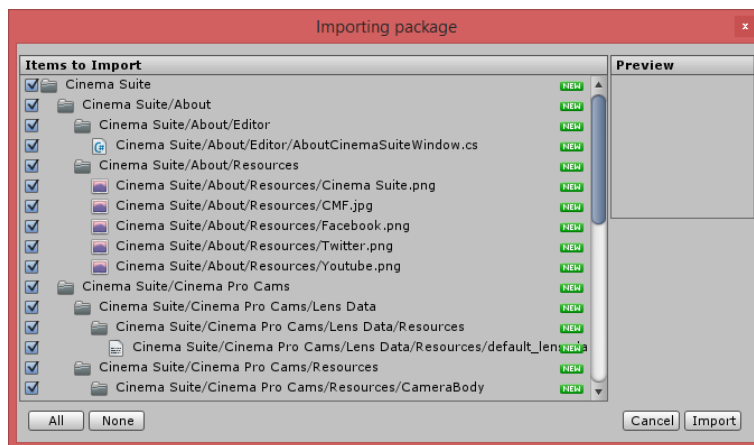 Importing package
x
Items to Import
Preview
Cinema Suite NEW
Cinema Suite/About NEW
Cinema Suite/About/Editor NEW
Cinema Suite/About/Editor/AboutCinemaSuiteWindow.cs NEW
Cinema Suite/About/Resources NEW
Cinema Suite/About/Resources/Cinema Suite.png NEW
Cinema Suite/About/Resources/CMF.jpg NEW
Cinema Suite/About/Resources/Facebook.png NEW
Cinema Suite/About/Resources/Twitter.png NEW
Cinema Suite/About/Resources/Youtube.png NEW
Cinema Suite/Cinema Pro Cams NEW
Cinema Suite/Cinema Pro Cams/Lens Data NEW
Cinema Suite/Cinema Pro Cams/Lens Data/Resources NEW
Cinema Suite/Cinema Pro Cams/Lens Data/Resources/default_len NEW
Cinema Suite/Cinema Pro Cams/Resources NEW
Cinema Suite/Cinema Pro Cams/Resources/CameraBody NEW
All None Cancel Import